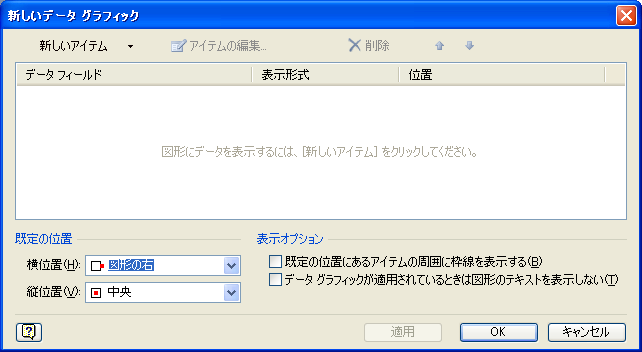 新しいデータ グラフィック
新しいアイテム アイテムの編集... 削除
データ フィールド 表示形式 位置
図形にデータを表示するには、[新しいアイテム] をクリックしてください。
既定の位置 表示オプション
横位置(H): 図形の右 既定の位置にあるアイテムの周囲に枠線を表示する(B)
縦位置(V): 中央 データ グラフィックが適用されているときは図形のテキストを表示しない(T)
適用 OK キャンセル